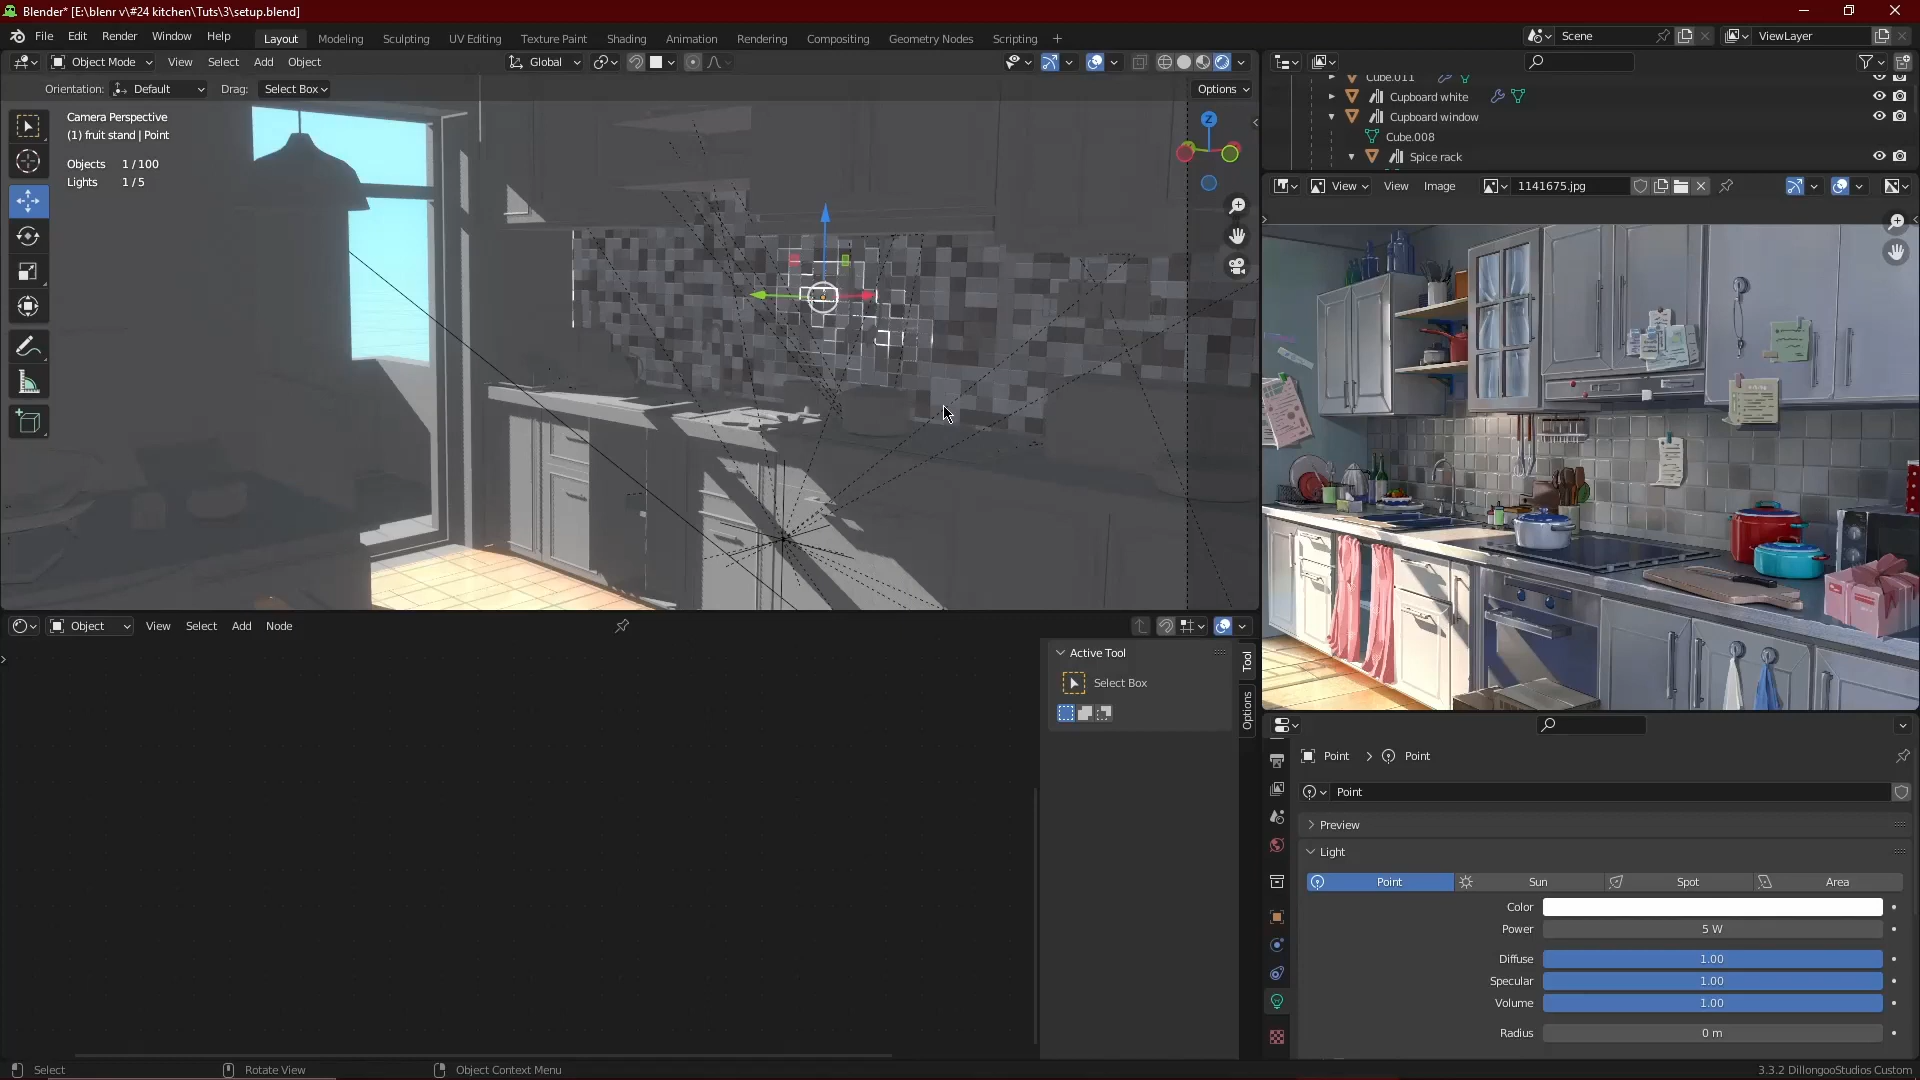 Blender* [E:\blenr v\#24 kitchen\Tuts\3\setup.blend]
File Edit Render Window Help Layout Modeling Sculpting UV Editing Texture Paint Shading Animation Rendering Compositing Geometry Nodes Scripting + Scene ViewLayer
Object Mode View Select Add Object Global
Orientation: Default Drag: Select Box Options
Camera Perspective
(1) fruit stand | Point
Objects 1/100
Lights 1/5
Z
Cube.011
Cupboard white
Cupboard window
Cube.008
Spice rack
View View Image 1141675.jpg
Object View Select Add Node
Active Tool
Select Box
Tool
Options
Point > Point
Point
Preview
Light
Point Sun Spot Area
Color
Power 5 W
Diffuse 1.00
Specular 1.00
Volume 1.00
Radius 0 m
Select Rotate View Object Context Menu 3.3.2 DillongooStudios Custom